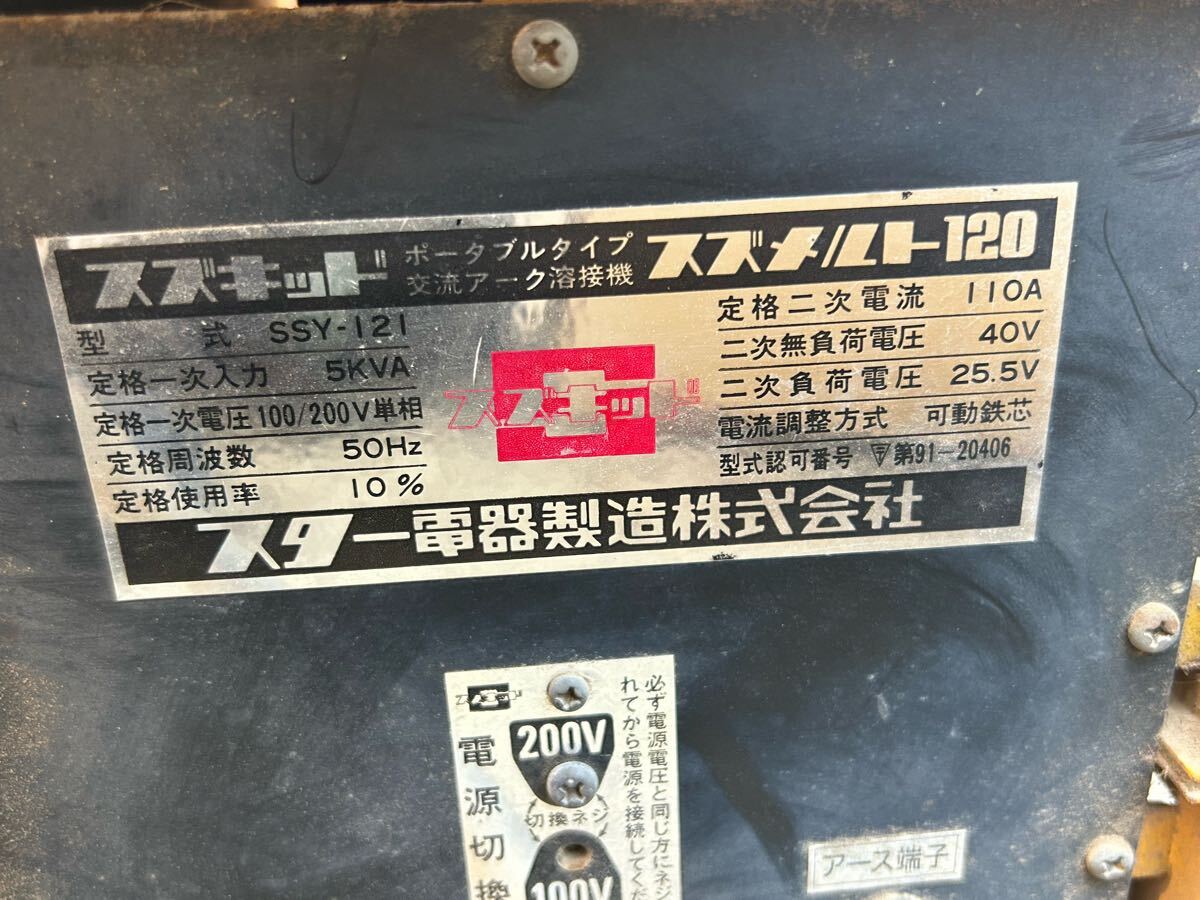 スズキッド
ポータブルタイプ
交流アーク溶接機
スズメルト120
型式 SSY-121
定格一次入力 5KVA
定格一次電圧 100/200V単相
定格周波数 50Hz
定格使用率 10%
スズキッド
定格二次電流 110A
二次無負荷電圧 40V
二次負荷電圧 25.5V
電流調整方式 可動鉄芯
型式認可番号 〒第91-20406
スター電器製造株式会社
スズキッド
電源切換
200V
切換ネジ
100V
必ず電源電圧と同じ方にネジ
れてから電源を接続してくだ
アース端子